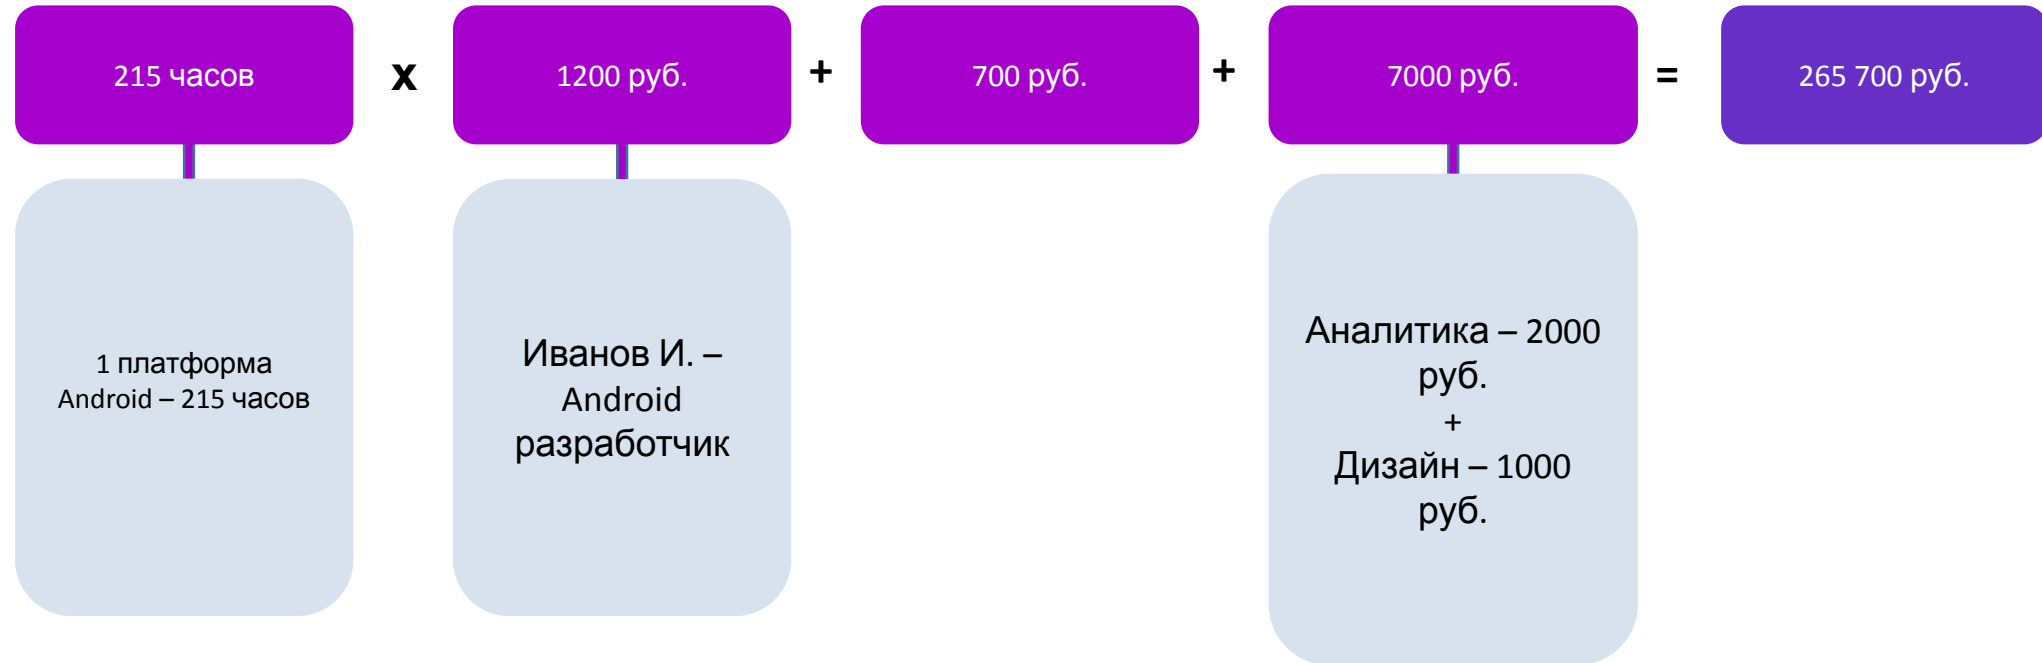 215 часов
x
1200 руб.
+
700 руб.
+
7000 руб.
=
265 700 руб.
1 платформа
Android – 215 часов
Иванов И. –
Android
разработчик
Аналитика – 2000
руб.
+
Дизайн – 1000
руб.